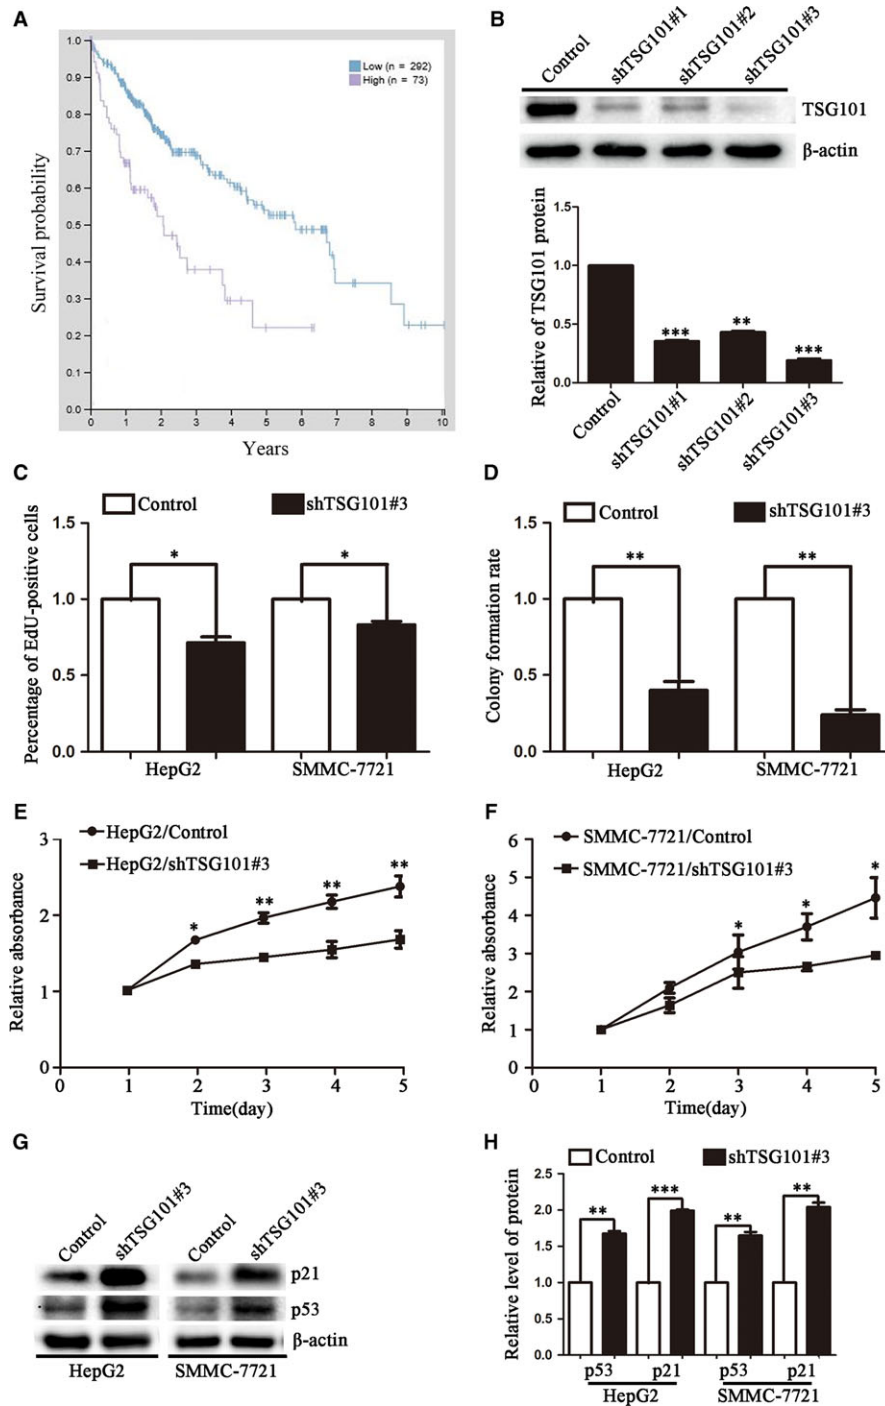 A
Low (n = 292)
High (n = 73)
Survival probability
1.0
0.9
0.8
0.7
0.6
0.5
0.4
0.3
0.2
0.1
0.0
0 1 2 3 4 5 6 7 8 9 10
Years
B
Control shTSG101#1 shTSG101#2 shTSG101#3
TSG101
β-actin
Relative of TSG101 protein
1.5
1.0
0.5
0.0
*** ** ***
Control shTSG101#1 shTSG101#2 shTSG101#3
C
Control shTSG101#3
Percentage of EdU-positive cells
1.5
1.0
0.5
0.0
* *
HepG2 SMMC-7721
D
Control shTSG101#3
Colony formation rate
1.5
1.0
0.5
0.0
** **
HepG2 SMMC-7721
E
HepG2/Control
HepG2/shTSG101#3
Relative absorbance
3
2
1
0
* ** ** **
0 1 2 3 4 5
Time(day)
F
SMMC-7721/Control
SMMC-7721/shTSG101#3
Relative absorbance
6
5
4
3
2
1
0
* * *
0 1 2 3 4 5
Time(day)
G
Control shTSG101#3 Control shTSG101#3
p21
p53
β-actin
HepG2 SMMC-7721
H
Control shTSG101#3
Relative level of protein
2.5
2.0
1.5
1.0
0.5
0.0
** *** ** **
p53 p21 p53 p21
HepG2 SMMC-7721